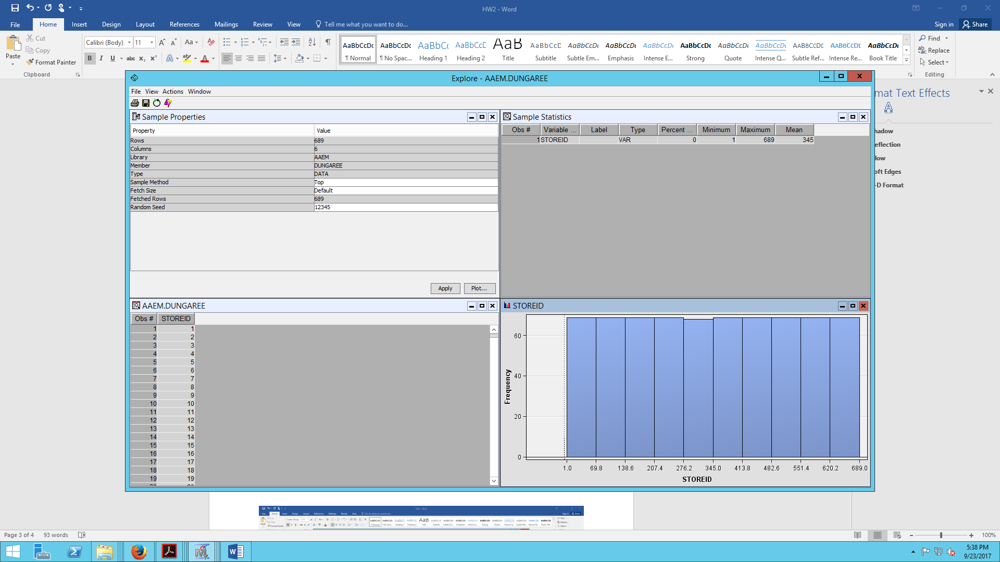 HW2 - Word
File Home Insert Design Layout References Mailings Review View Tell me what you want to do... Sign in Share
Cut
Copy
Format Painter
Paste
Clipboard
Calibri (Body) 11 Aa
B I U abc x₂ x² A ab A
AaBbCcDc AaBbCcDc AaBbCc AaBbCcD AaB AaBbCcD AaBbCcDc AaBbCcDc AaBbCcDc AaBbCcDc AaBbCcDc AaBbCcDc AABBCCDE AABBCCDE AaBbCcDc
¶ Normal ¶ No Spac... Heading 1 Heading 2 Title Subtitle Subtle Em... Emphasis Intense E... Strong Quote Intense Q... Subtle Ref... Intense Re... Book Title
Find
Replace
Select
Editing
Explore - AAEM.DUNGAREE
File View Actions Window
Sample Properties
Property Value
Rows 689
Columns 6
Library AAEM
Member DUNGAREE
Type DATA
Sample Method Top
Fetch Size Default
Fetched Rows 689
Random Seed 12345
Apply Plot...
Sample Statistics
Obs # Variable ... Label Type Percent ... Minimum Maximum Mean
1 STOREID VAR 0 1 689 345
AAEM.DUNGAREE
Obs # STOREID
1 1
2 2
3 3
4 4
5 5
6 6
7 7
8 8
9 9
10 10
11 11
12 12
13 13
14 14
15 15
16 16
17 17
18 18
19 19
STOREID
60
40
20
0
Frequency
1.0 69.8 138.6 207.4 276.2 345.0 413.8 482.6 551.4 620.2 689.0
STOREID
mat Text Effects
hadow
eflection
low
oft Edges
-D Format
Page 3 of 4 93 words
100%
5:38 PM
9/23/2017